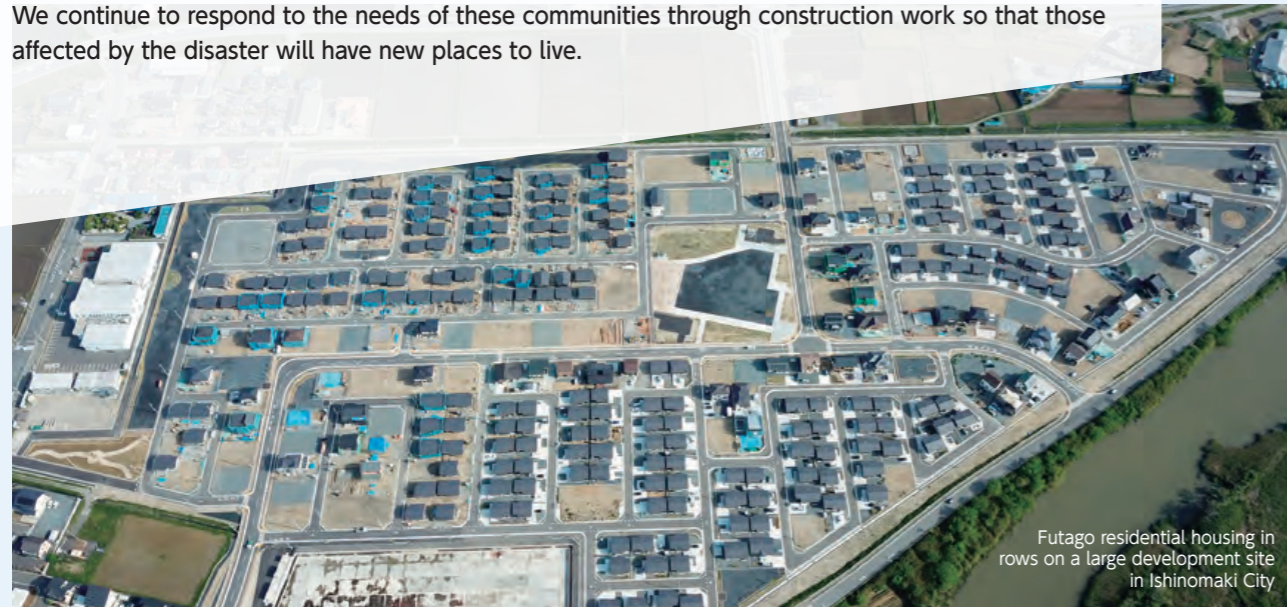 We continue to respond to the needs of these communities through construction work so that those
affected by the disaster will have new places to live.
Futago residential housing in
rows on a large development site
in Ishinomaki City